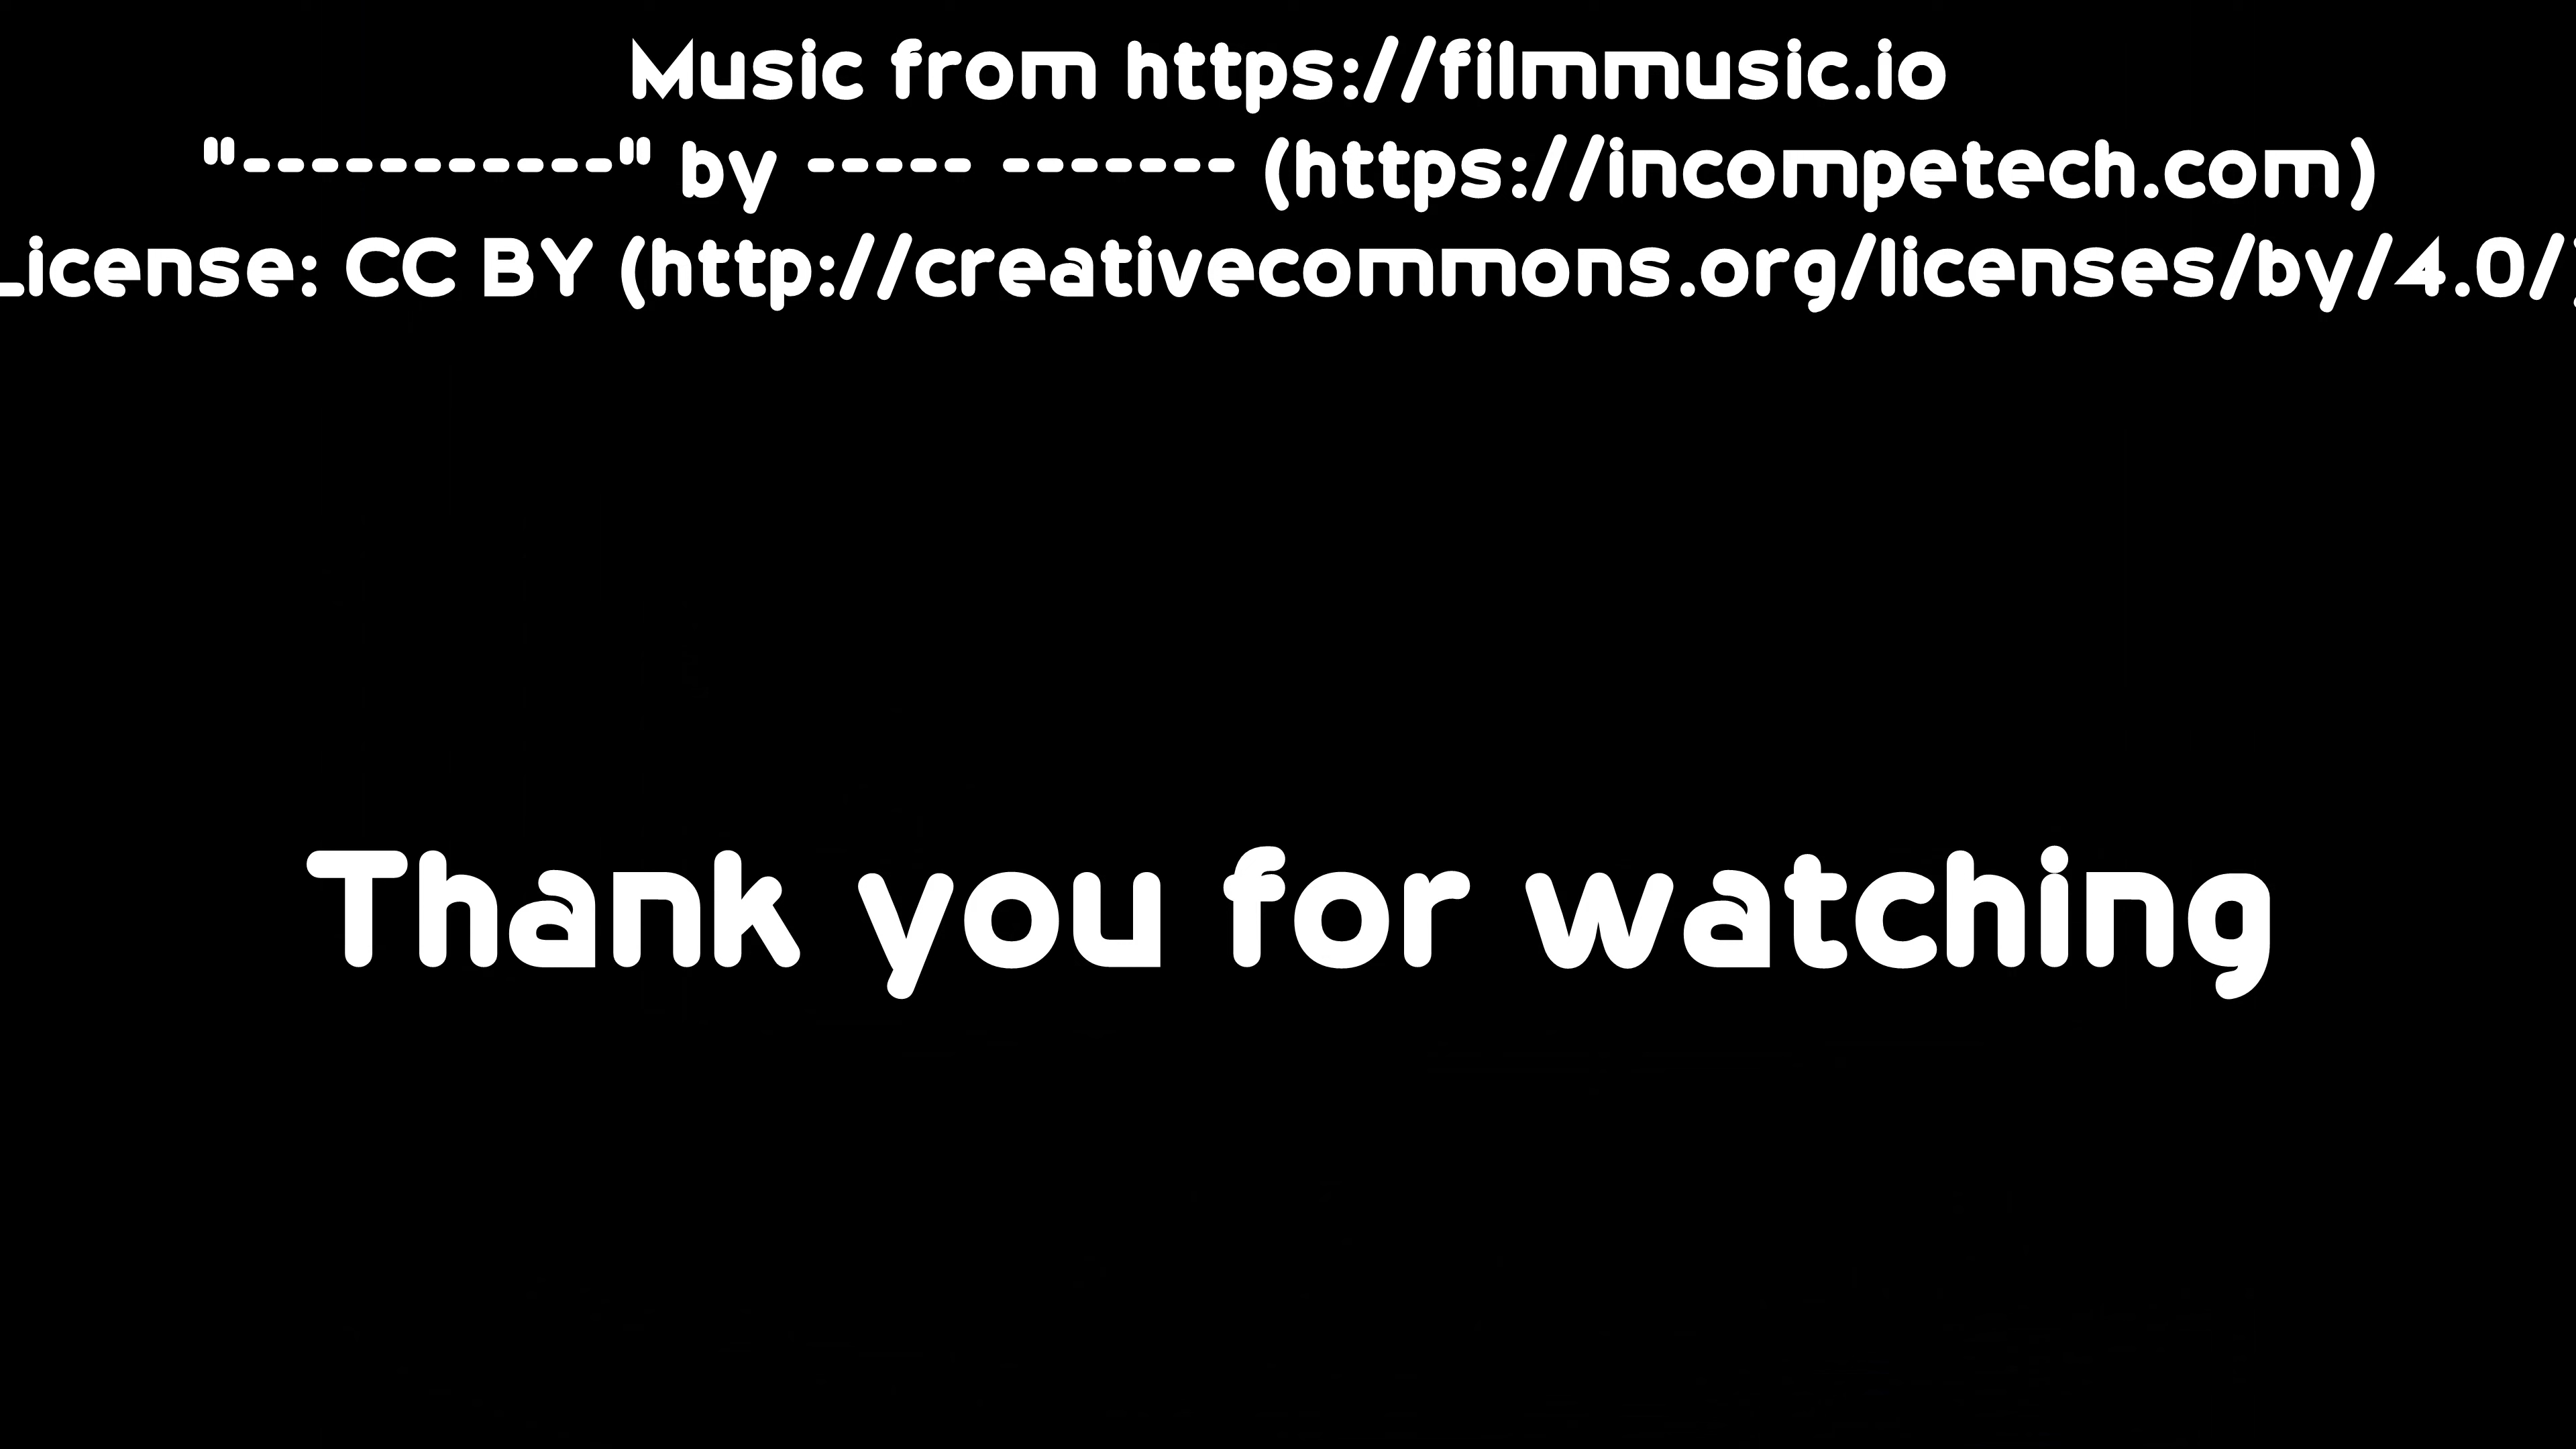 Music from https://filmmusic.io
"-----------" by ----- ------- (https://incompetech.com)
License: CC BY (http://creativecommons.org/licenses/by/4.0/)
Thank you for watching